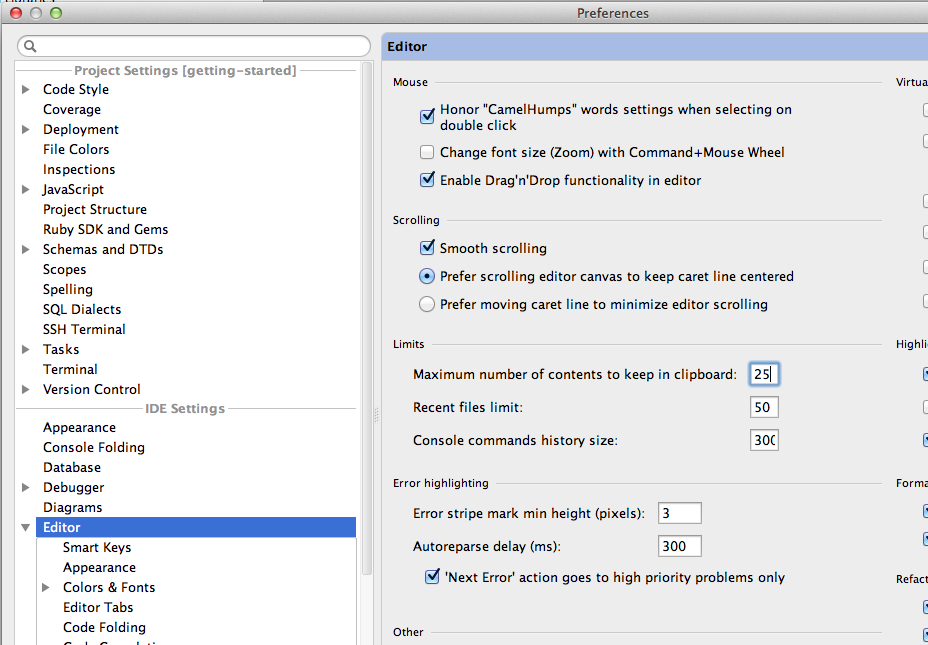 Preferences
Project Settings [getting-started]
Code Style
Coverage
Deployment
File Colors
Inspections
JavaScript
Project Structure
Ruby SDK and Gems
Schemas and DTDs
Scopes
Spelling
SQL Dialects
SSH Terminal
Tasks
Terminal
Version Control
IDE Settings
Appearance
Console Folding
Database
Debugger
Diagrams
Editor
Smart Keys
Appearance
Colors & Fonts
Editor Tabs
Code Folding
Editor
Mouse
Honor "CamelHumps" words settings when selecting on
double click
Change font size (Zoom) with Command+Mouse Wheel
Enable Drag'n'Drop functionality in editor
Scrolling
Smooth scrolling
Prefer scrolling editor canvas to keep caret line centered
Prefer moving caret line to minimize editor scrolling
Limits
Maximum number of contents to keep in clipboard: 25
Recent files limit: 50
Console commands history size: 300
Error highlighting
Error stripe mark min height (pixels): 3
Autoreparse delay (ms): 300
'Next Error' action goes to high priority problems only
Other
Virtua
Highli
Forma
Refact